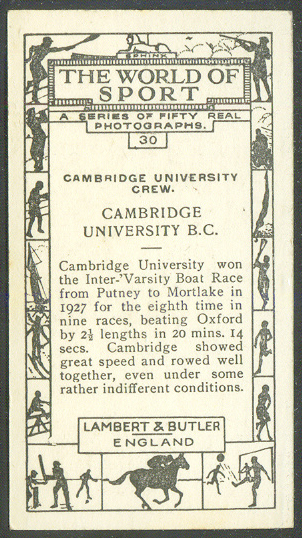 SPHINX
THE WORLD OF
SPORT
A SERIES OF FIFTY REAL
PHOTOGRAPHS.
30
CAMBRIDGE UNIVERSITY
CREW.
CAMBRIDGE
UNIVERSITY B.C.
Cambridge University won
the Inter-'Varsity Boat Race
from Putney to Mortlake in
1927 for the eighth time in
nine races, beating Oxford
by 2½ lengths in 20 mins. 14
secs. Cambridge showed
great speed and rowed well
together, even under some
rather indifferent conditions.
LAMBERT & BUTLER
ENGLAND